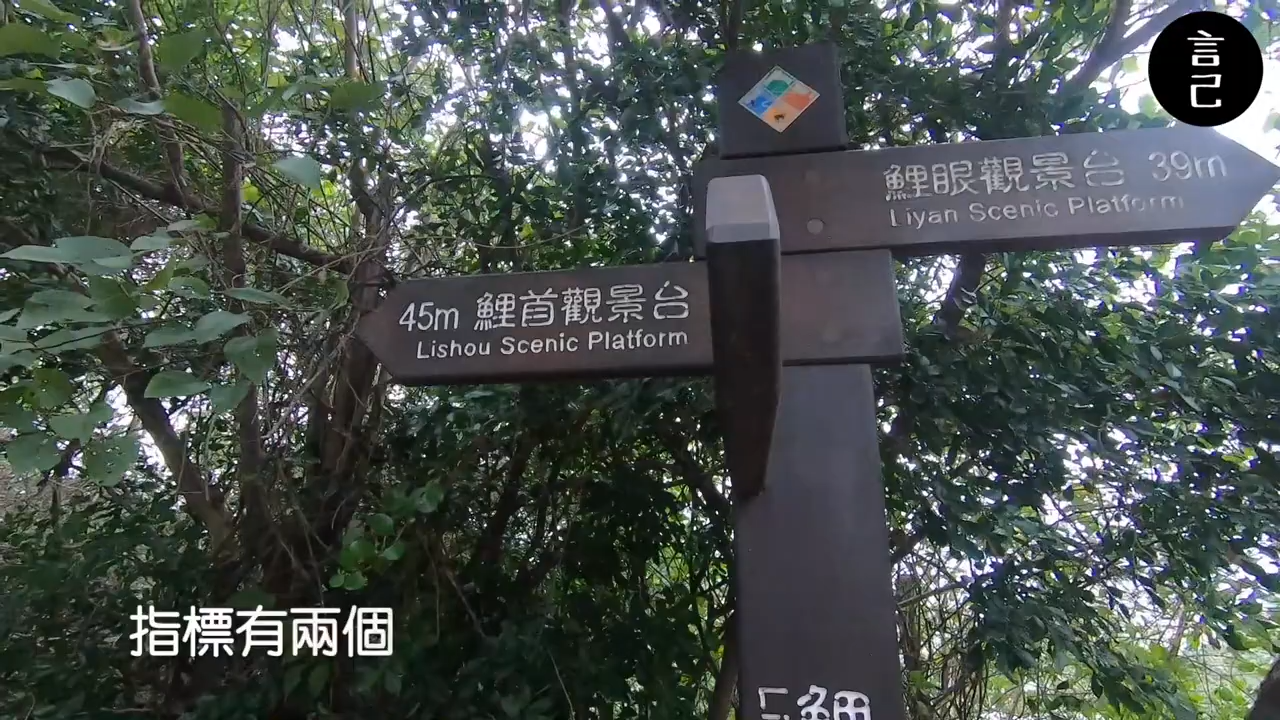 言己
鯉眼觀景台 39m
Liyan Scenic Platform
45m 鯉首觀景台
Lishou Scenic Platform
指標有兩個